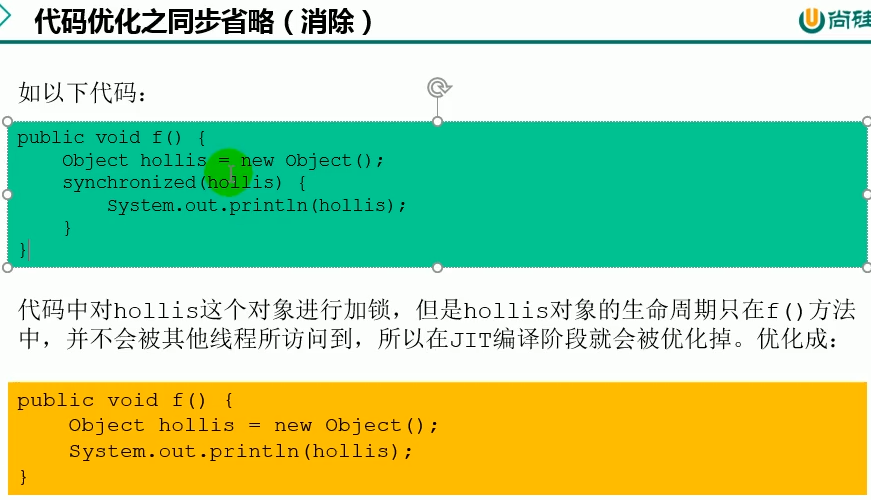 代码优化之同步省略（消除）
尚硅
如以下代码：
public void f() {
    Object hollis = new Object();
    synchronized(hollis) {
        System.out.println(hollis);
    }
}
代码中对hollis这个对象进行加锁，但是hollis对象的生命周期只在f()方法
中，并不会被其他线程所访问到，所以在JIT编译阶段就会被优化掉。优化成：
public void f() {
    Object hollis = new Object();
    System.out.println(hollis);
}